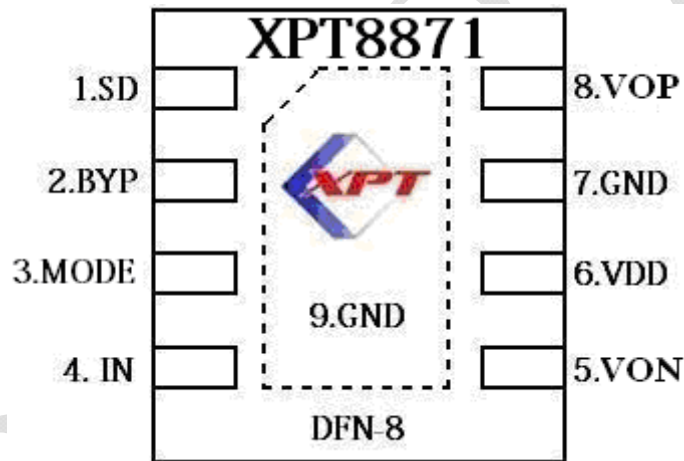 XPT8871
1.SD
8.VOP
2.BYP
XPT
7.GND
3.MODE
6.VDD
9.GND
4. IN
5.VON
DFN-8